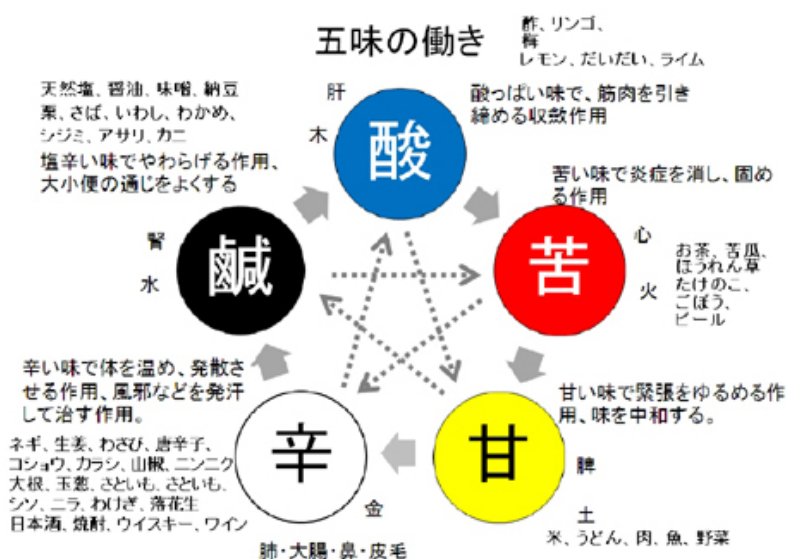 五味の働き
酢、リンゴ、
梅
レモン、だいだい、ライム
酸っぱい味で、筋肉を引き
締める収斂作用
肝
木
酸
天然塩、醤油、味噌、納豆
栗、さば、いわし、わかめ、
シジミ、アサリ、カニ
塩辛い味でやわらげる作用、
大小便の通じをよくする
苦い味で炎症を消し、固め
る作用
腎
水
鹹
苦
心
火
お茶、苦瓜、
ほうれん草
たけのこ、
ごぼう、
ビール
辛い味で体を温め、発散さ
せる作用、風邪などを発汗
して治す作用。
甘い味で緊張をゆるめる作
用、味を中和する。
ネギ、生姜、わさび、唐辛子、
コショウ、カラシ、山椒、ニンニク
大根、玉葱、さといも、さといも、
シソ、ニラ、わけぎ、落花生
日本酒、焼酎、ウイスキー、ワイン
辛
金
甘
脾
土
米、うどん、肉、魚、野菜
肺・大腸・鼻・皮毛